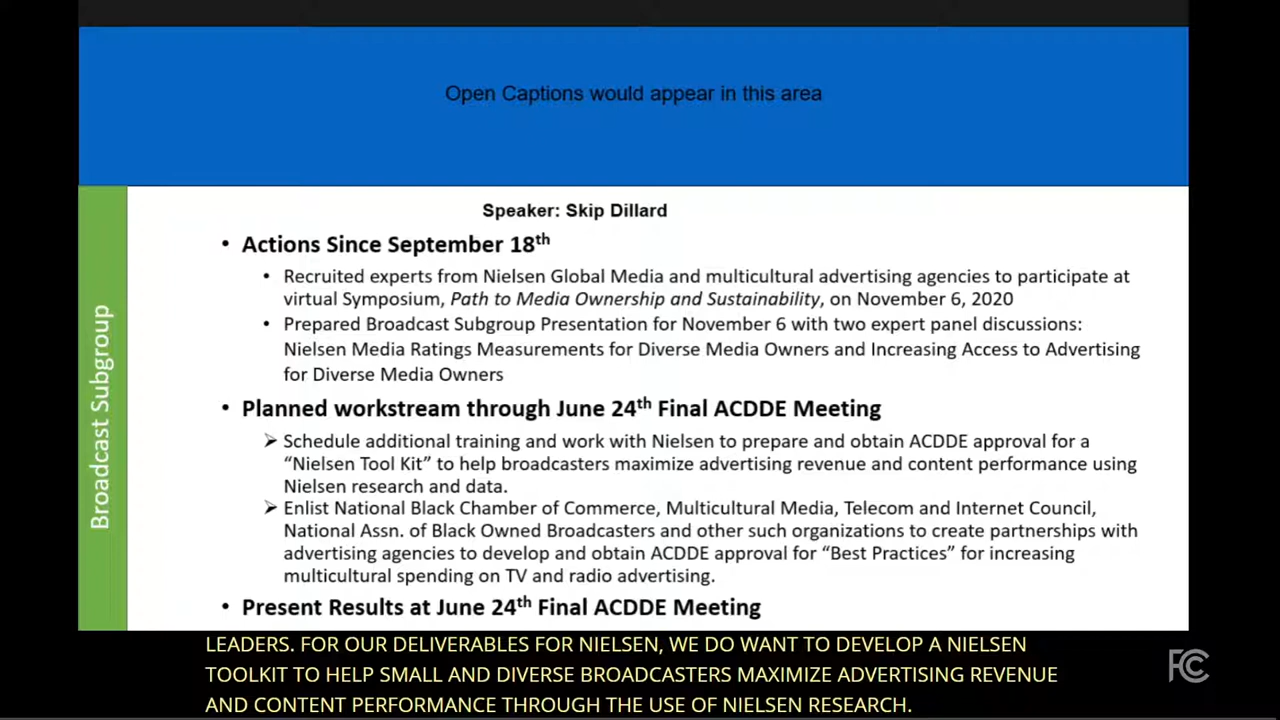 Open Captions would appear in this area
Speaker: Skip Dillard
Broadcast Subgroup
• Actions Since September 18th
• Recruited experts from Nielsen Global Media and multicultural advertising agencies to participate at
virtual Symposium, Path to Media Ownership and Sustainability, on November 6, 2020
• Prepared Broadcast Subgroup Presentation for November 6 with two expert panel discussions:
Nielsen Media Ratings Measurements for Diverse Media Owners and Increasing Access to Advertising
for Diverse Media Owners
• Planned workstream through June 24th Final ACDDE Meeting
➢ Schedule additional training and work with Nielsen to prepare and obtain ACDDE approval for a
“Nielsen Tool Kit” to help broadcasters maximize advertising revenue and content performance using
Nielsen research and data.
➢ Enlist National Black Chamber of Commerce, Multicultural Media, Telecom and Internet Council,
National Assn. of Black Owned Broadcasters and other such organizations to create partnerships with
advertising agencies to develop and obtain ACDDE approval for “Best Practices” for increasing
multicultural spending on TV and radio advertising.
• Present Results at June 24th Final ACDDE Meeting
LEADERS. FOR OUR DELIVERABLES FOR NIELSEN, WE DO WANT TO DEVELOP A NIELSEN
TOOLKIT TO HELP SMALL AND DIVERSE BROADCASTERS MAXIMIZE ADVERTISING REVENUE
AND CONTENT PERFORMANCE THROUGH THE USE OF NIELSEN RESEARCH.
FCC